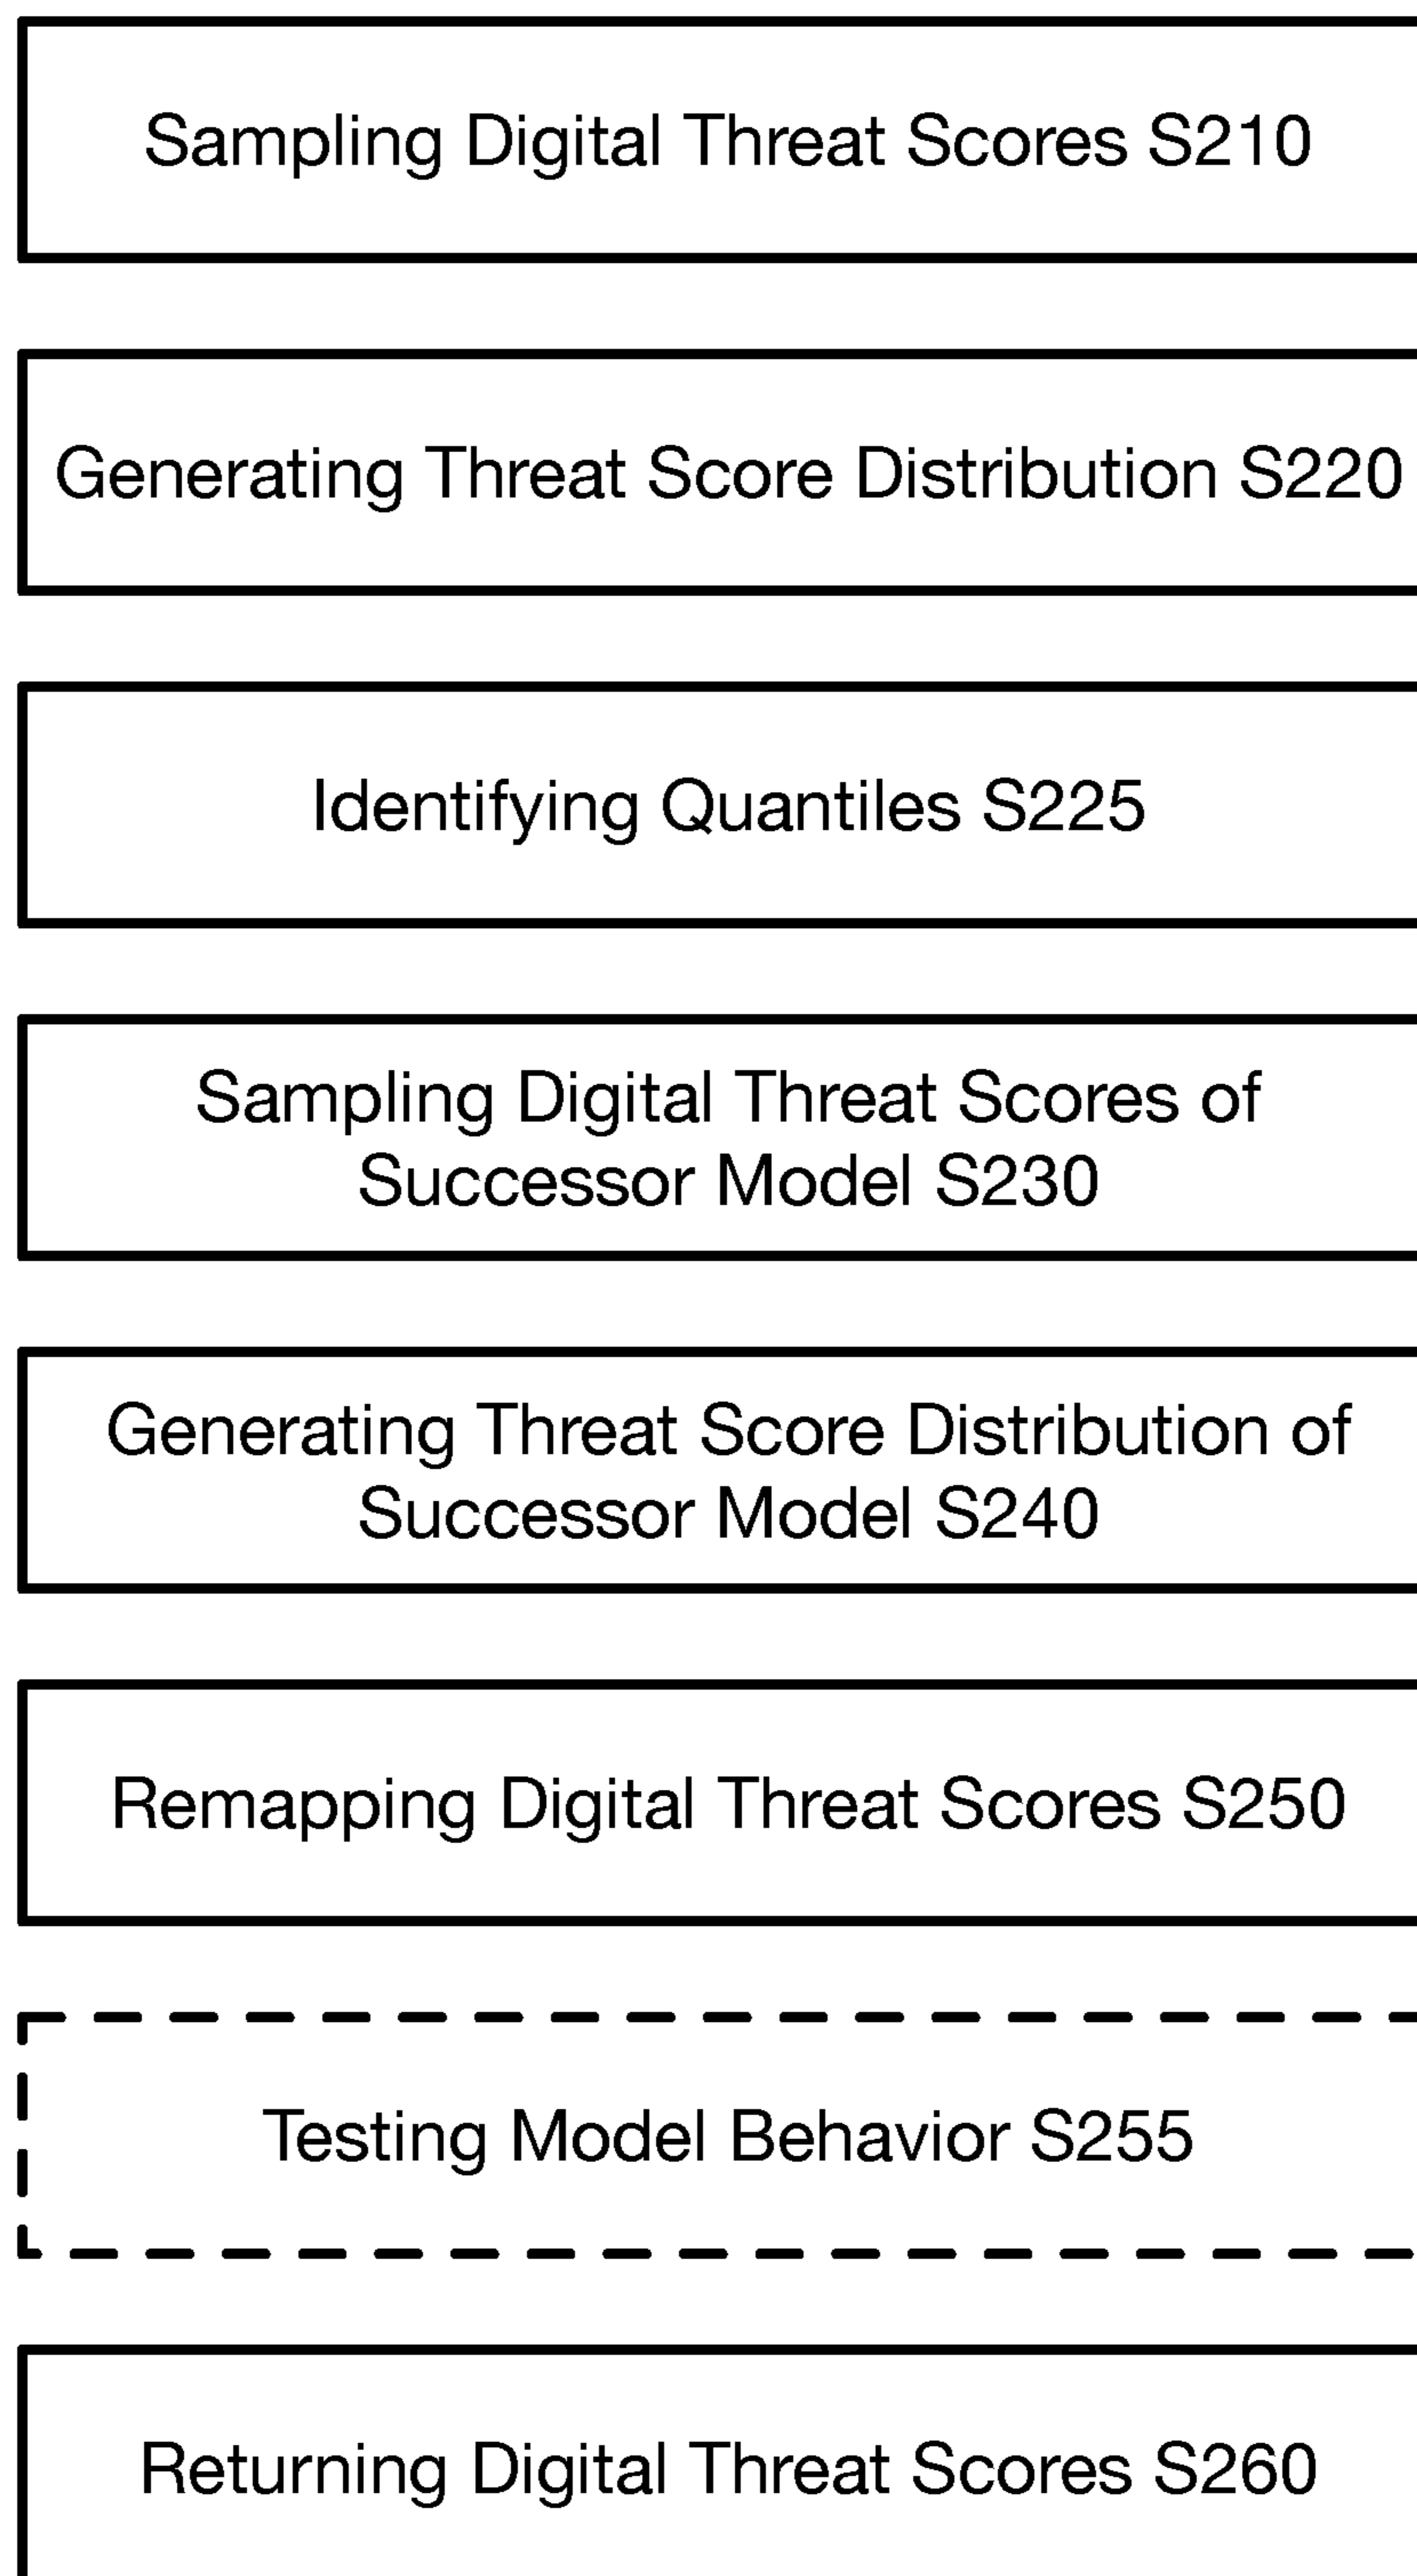 Sampling Digital Threat Scores S210
Generating Threat Score Distribution S220
Identifying Quantiles S225
Sampling Digital Threat Scores of
Successor Model S230
Generating Threat Score Distribution of
Successor Model S240
Remapping Digital Threat Scores S250
Testing Model Behavior S255
Returning Digital Threat Scores S260